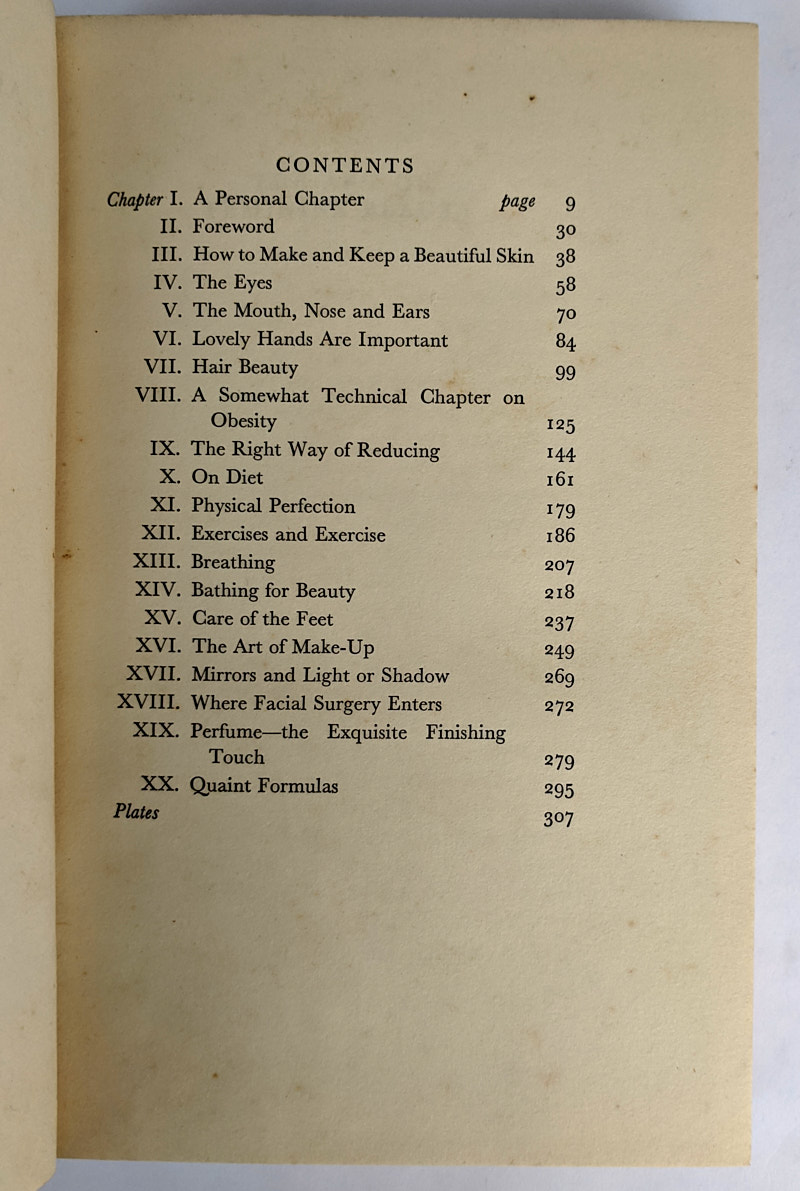 CONTENTS
Chapter I. A Personal Chapter page 9
II. Foreword 30
III. How to Make and Keep a Beautiful Skin 38
IV. The Eyes 58
V. The Mouth, Nose and Ears 70
VI. Lovely Hands Are Important 84
VII. Hair Beauty 99
VIII. A Somewhat Technical Chapter on
Obesity 125
IX. The Right Way of Reducing 144
X. On Diet 161
XI. Physical Perfection 179
XII. Exercises and Exercise 186
XIII. Breathing 207
XIV. Bathing for Beauty 218
XV. Care of the Feet 237
XVI. The Art of Make-Up 249
XVII. Mirrors and Light or Shadow 269
XVIII. Where Facial Surgery Enters 272
XIX. Perfume—the Exquisite Finishing
Touch 279
XX. Quaint Formulas 295
Plates 307